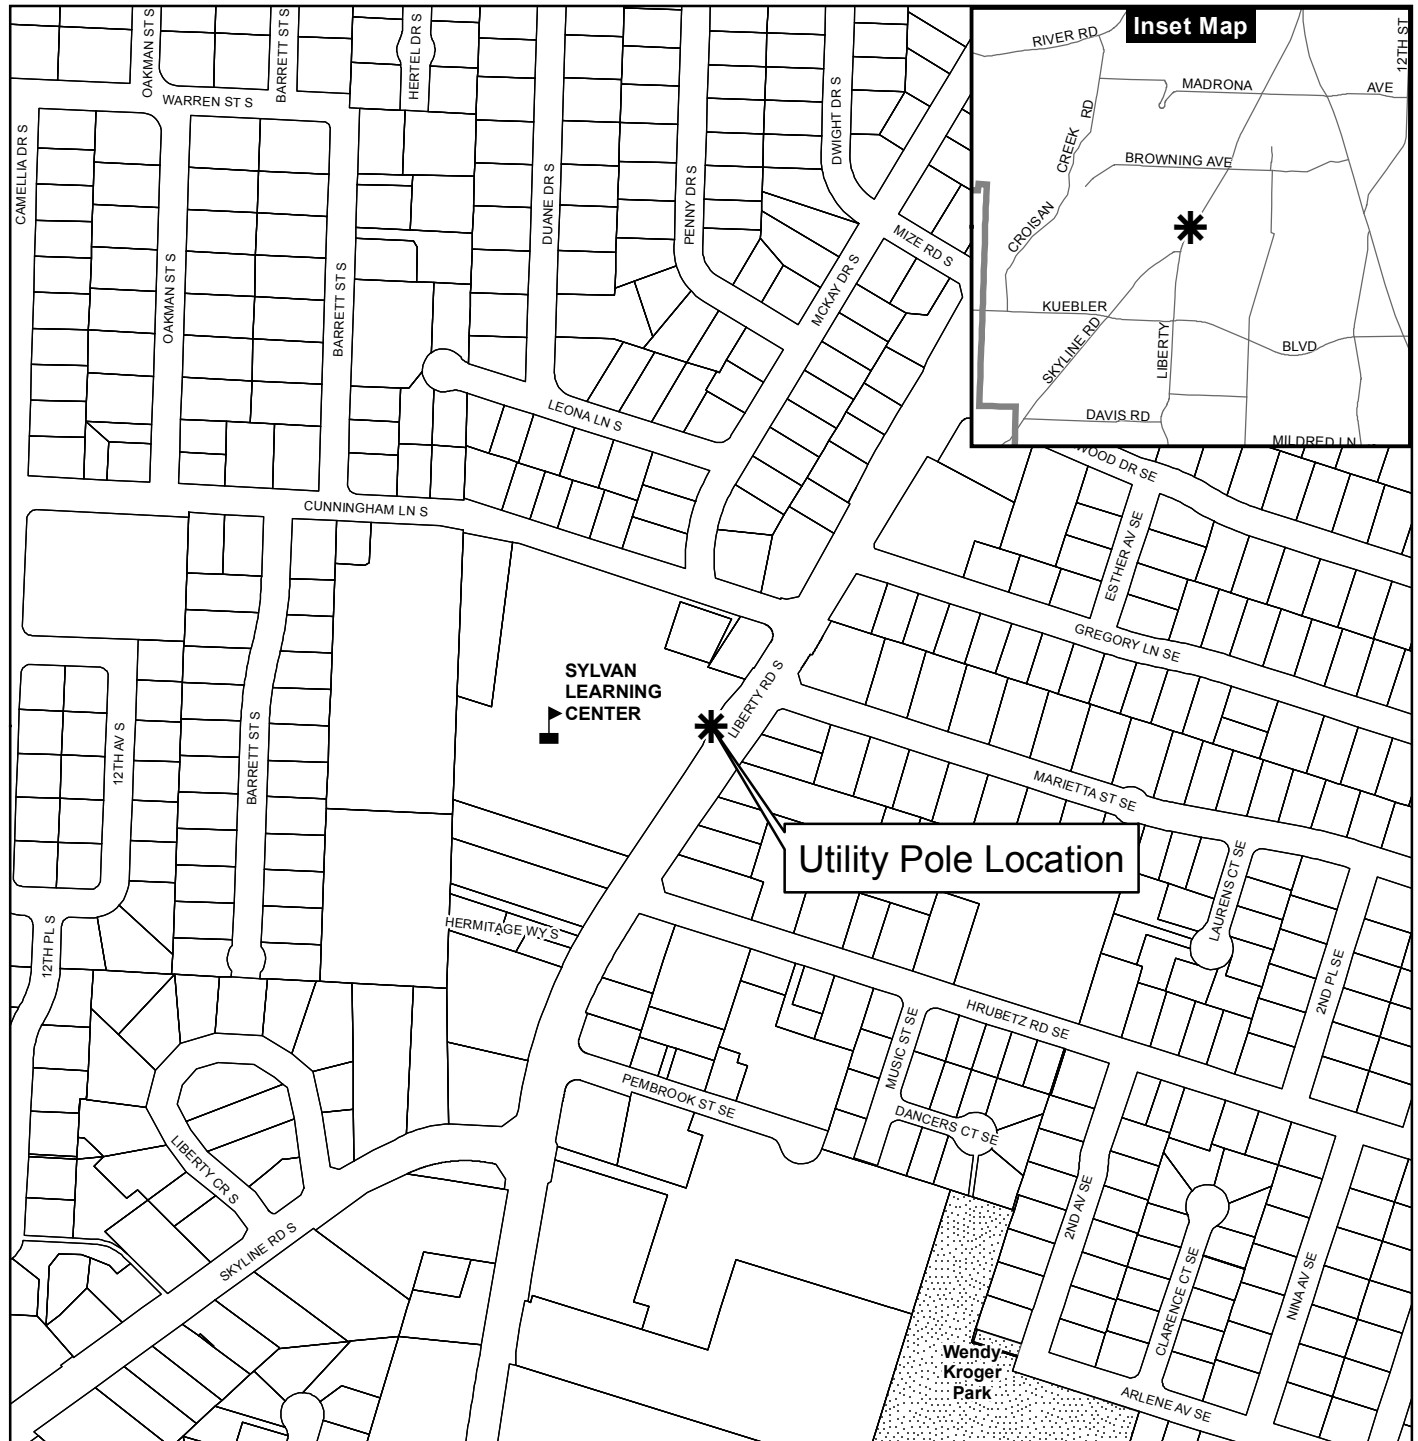 OAKMAN ST S
BARRETT ST S
HERTEL DR S
WARREN ST S
CAMELLIA DR S
DUANE DR S
PENNY DR S
DWIGHT DR S
MIZE RD S
MCKAY DR S
OAKMAN ST S
BARRETT ST S
LEONA LN S
CUNNINGHAM LN S
Inset Map
RIVER RD
12TH ST
MADRONA
AVE
CREEK
RD
BROWNING AVE
CROISAN
KUEBLER
SKYLINE RD
LIBERTY
BLVD
DAVIS RD
MILDRED LN
WOOD DR SE
ESTHER AV SE
GREGORY LN SE
SYLVAN
LEARNING
CENTER
LIBERTY RD S
12TH AV S
BARRETT ST S
MARIETTA ST SE
Utility Pole Location
LAURENS CT SE
HERMITAGE WY S
12TH PL S
2ND PL SE
HRUBETZ RD SE
MUSIC ST SE
PEMBROOK ST SE
DANCERS CT SE
LIBERTY CR S
SKYLINE RD S
2ND AV SE
CLARENCE CT SE
NINA AV SE
Wendy
Kroger
Park
ARLENE AV SE